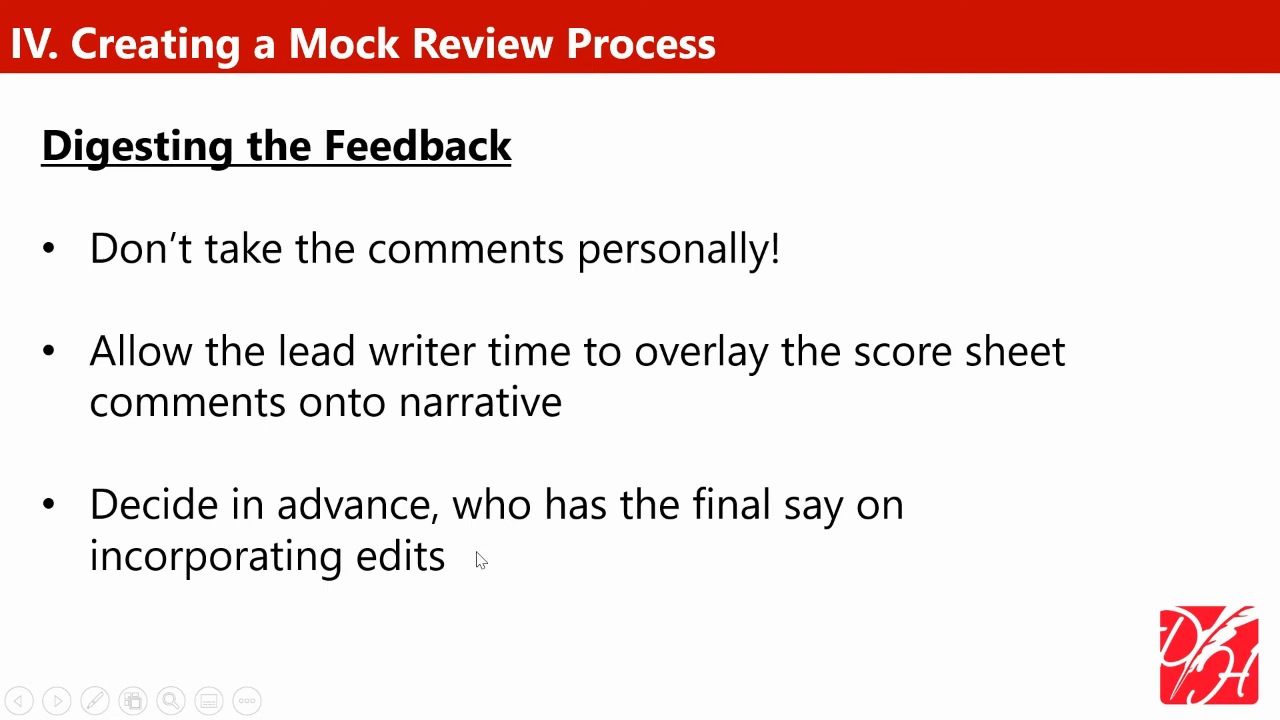 IV. Creating a Mock Review Process
Digesting the Feedback
• Don’t take the comments personally!
• Allow the lead writer time to overlay the score sheet
comments onto narrative
• Decide in advance, who has the final say on
incorporating edits
DH